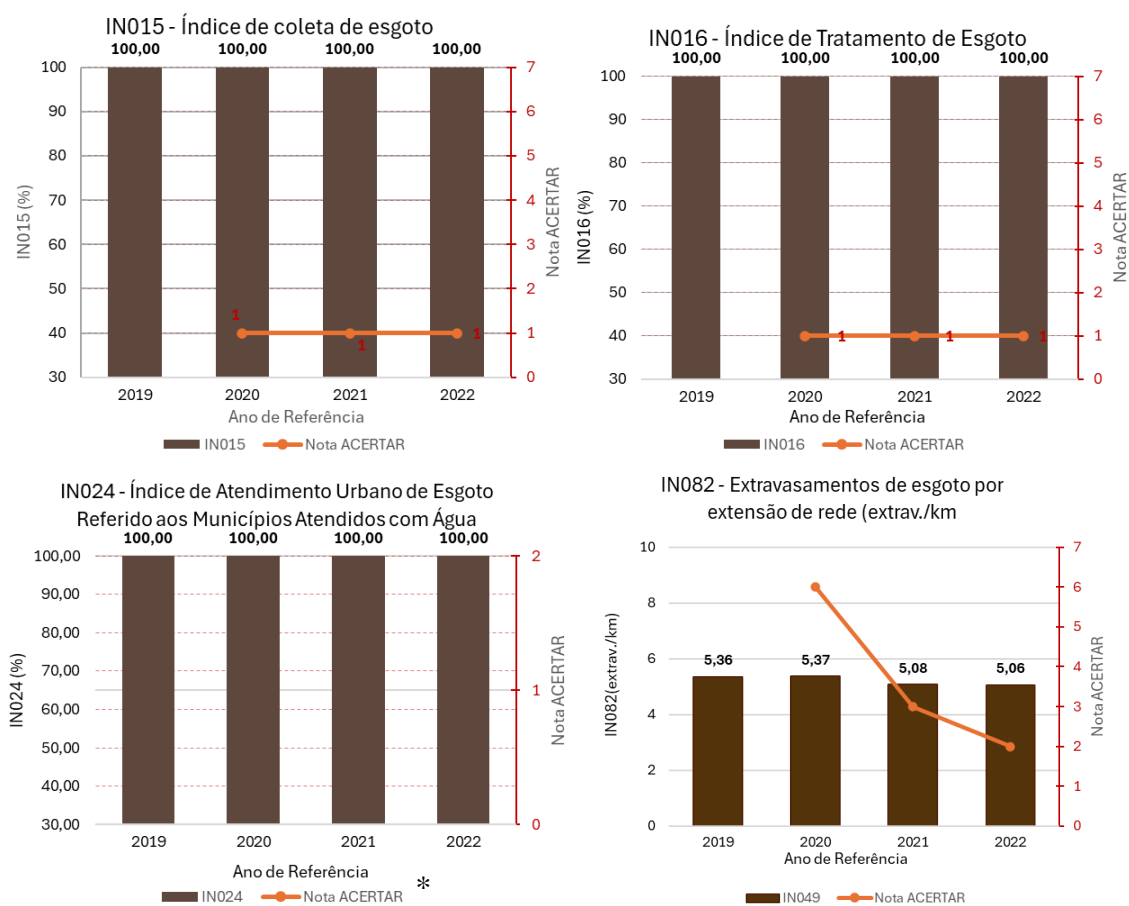 IN015 - Índice de coleta de esgoto
100,00 100,00 100,00 100,00
100 7
90 6
80 5
70 4
60 3
50 2
40 1
30 0
1 1 1
IN015 (%)
Nota ACERTAR
2019 2020 2021 2022
Ano de Referência
IN015 Nota ACERTAR
IN016 - Índice de Tratamento de Esgoto
100,00 100,00 100,00 100,00
100 7
90 6
80 5
70 4
60 3
50 2
40 1
30 0
1 1 1
IN016 (%)
Nota ACERTAR
2019 2020 2021 2022
Ano de Referência
IN016 Nota ACERTAR
IN024 - Índice de Atendimento Urbano de Esgoto
Referido aos Municípios Atendidos com Água
100,00 100,00 100,00 100,00
100,00 2
90,00
80,00
70,00
1
60,00
50,00
40,00
30,00 0
IN024 (%)
Nota ACERTAR
2019 2020 2021 2022
Ano de Referência
IN024 Nota ACERTAR *
IN082 - Extravasamentos de esgoto por
extensão de rede (extrav./km
10 7
6
8
5
6
4
5,36 5,37 5,08 5,06
4 3
2
2
1
0 0
IN082(extrav./km)
Nota ACERTAR
2019 2020 2021 2022
Ano de Referência
IN049 Nota ACERTAR